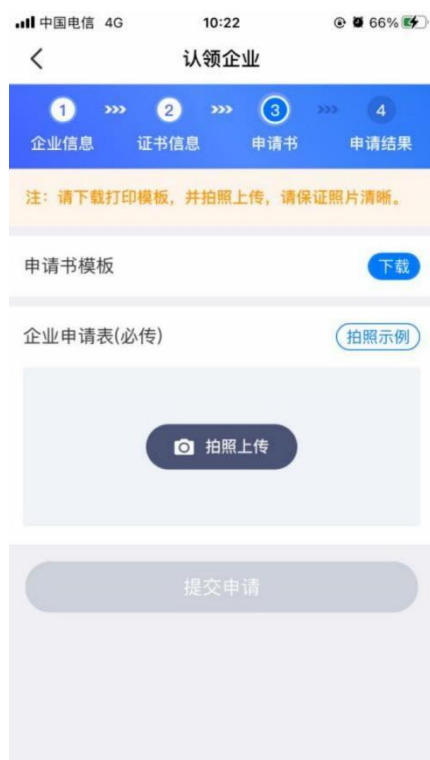 中国电信 4G 10:22 66%
认领企业
1 2 3 4
企业信息 证书信息 申请书 申请结果
注：请下载打印模板，并拍照上传，请保证照片清晰。
申请书模板 下载
企业申请表(必传) 拍照示例
拍照上传
提交申请